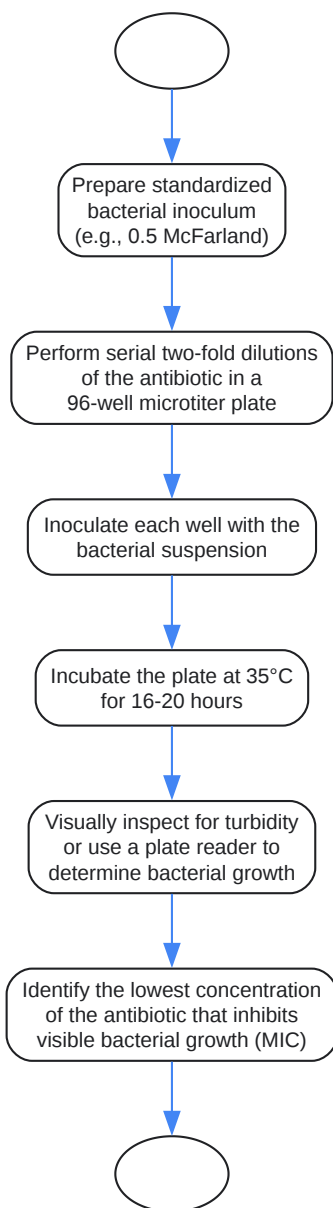 Prepare standardized
bacterial inoculum
(e.g., 0.5 McFarland)
Perform serial two-fold dilutions
of the antibiotic in a
96-well microtiter plate
Inoculate each well with the
bacterial suspension
Incubate the plate at 35°C
for 16-20 hours
Visually inspect for turbidity
or use a plate reader to
determine bacterial growth
Identify the lowest concentration
of the antibiotic that inhibits
visible bacterial growth (MIC)